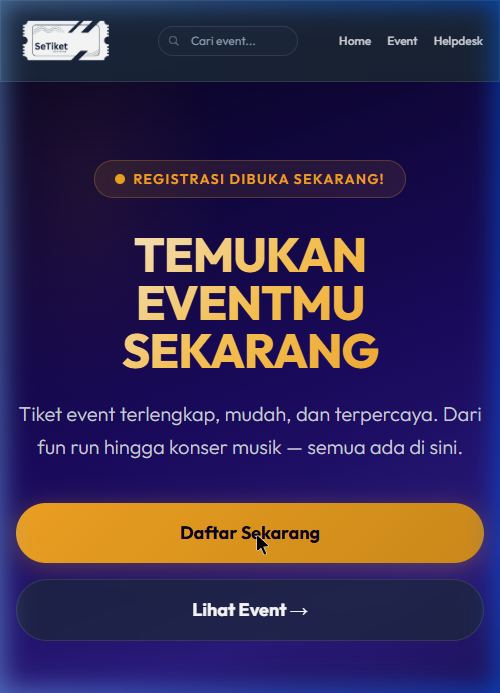 SeTiket
Cari event...
Home
Event
Helpdesk
REGISTRASI DIBUKA SEKARANG!
TEMUKAN
EVENTMU
SEKARANG
Tiket event terlengkap, mudah, dan terpercaya. Dari
fun run hingga konser musik — semua ada di sini.
Daftar Sekarang
Lihat Event →